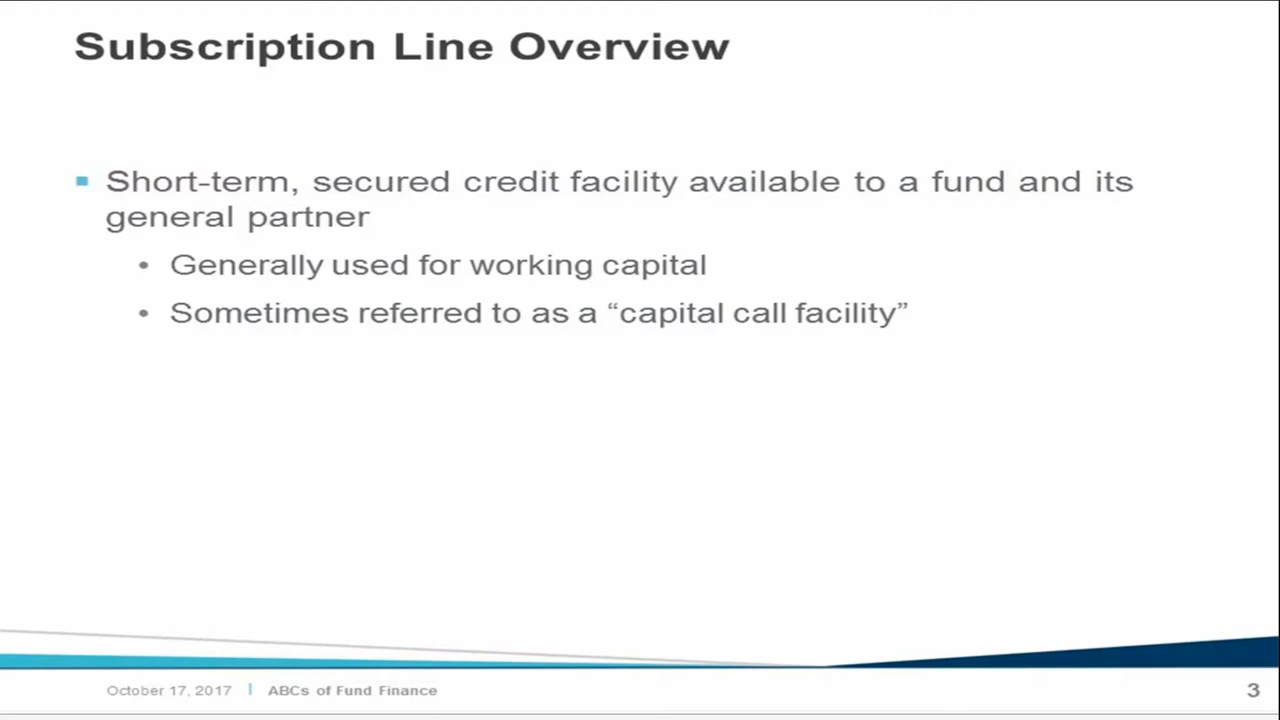 Subscription Line Overview
Short-term, secured credit facility available to a fund and its
general partner
• Generally used for working capital
• Sometimes referred to as a “capital call facility”
October 17, 2017 | ABCs of Fund Finance
3